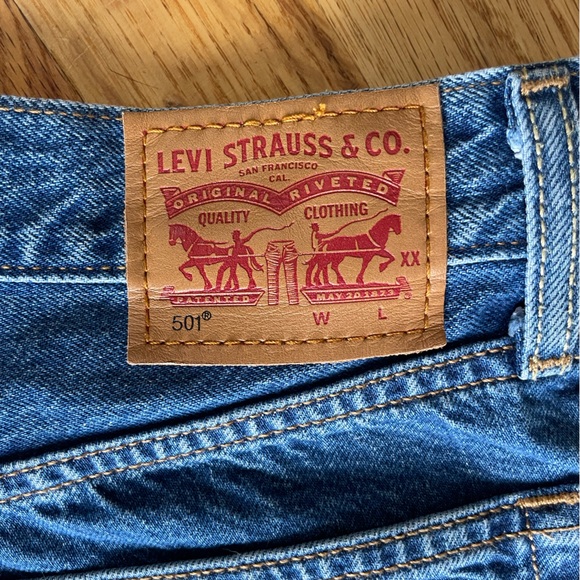 LEVI STRAUSS & CO.
SAN FRANCISCO
CAL.
ORIGINAL RIVETED
QUALITY CLOTHING
XX
PATENTED MAY 20 1873
501® W L